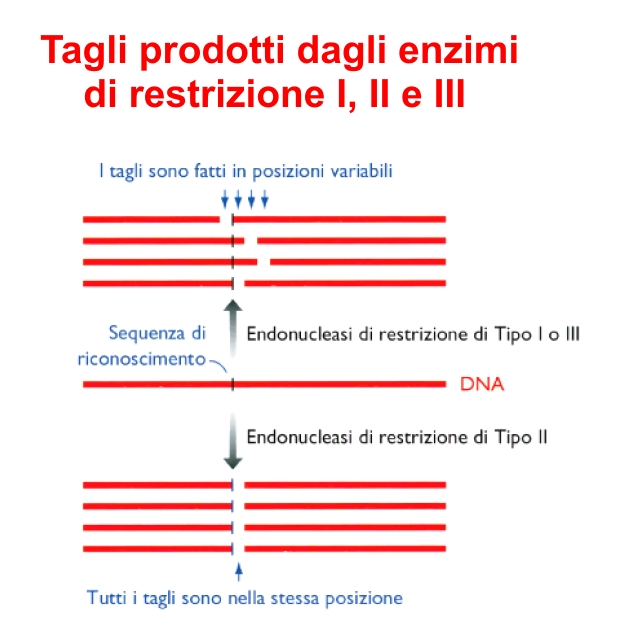 Tagli prodotti dagli enzimi
di restrizione I, II e III
I tagli sono fatti in posizioni variabili
Sequenza di
riconoscimento
Endonucleasi di restrizione di Tipo I o III
DNA
Endonucleasi di restrizione di Tipo II
Tutti i tagli sono nella stessa posizione